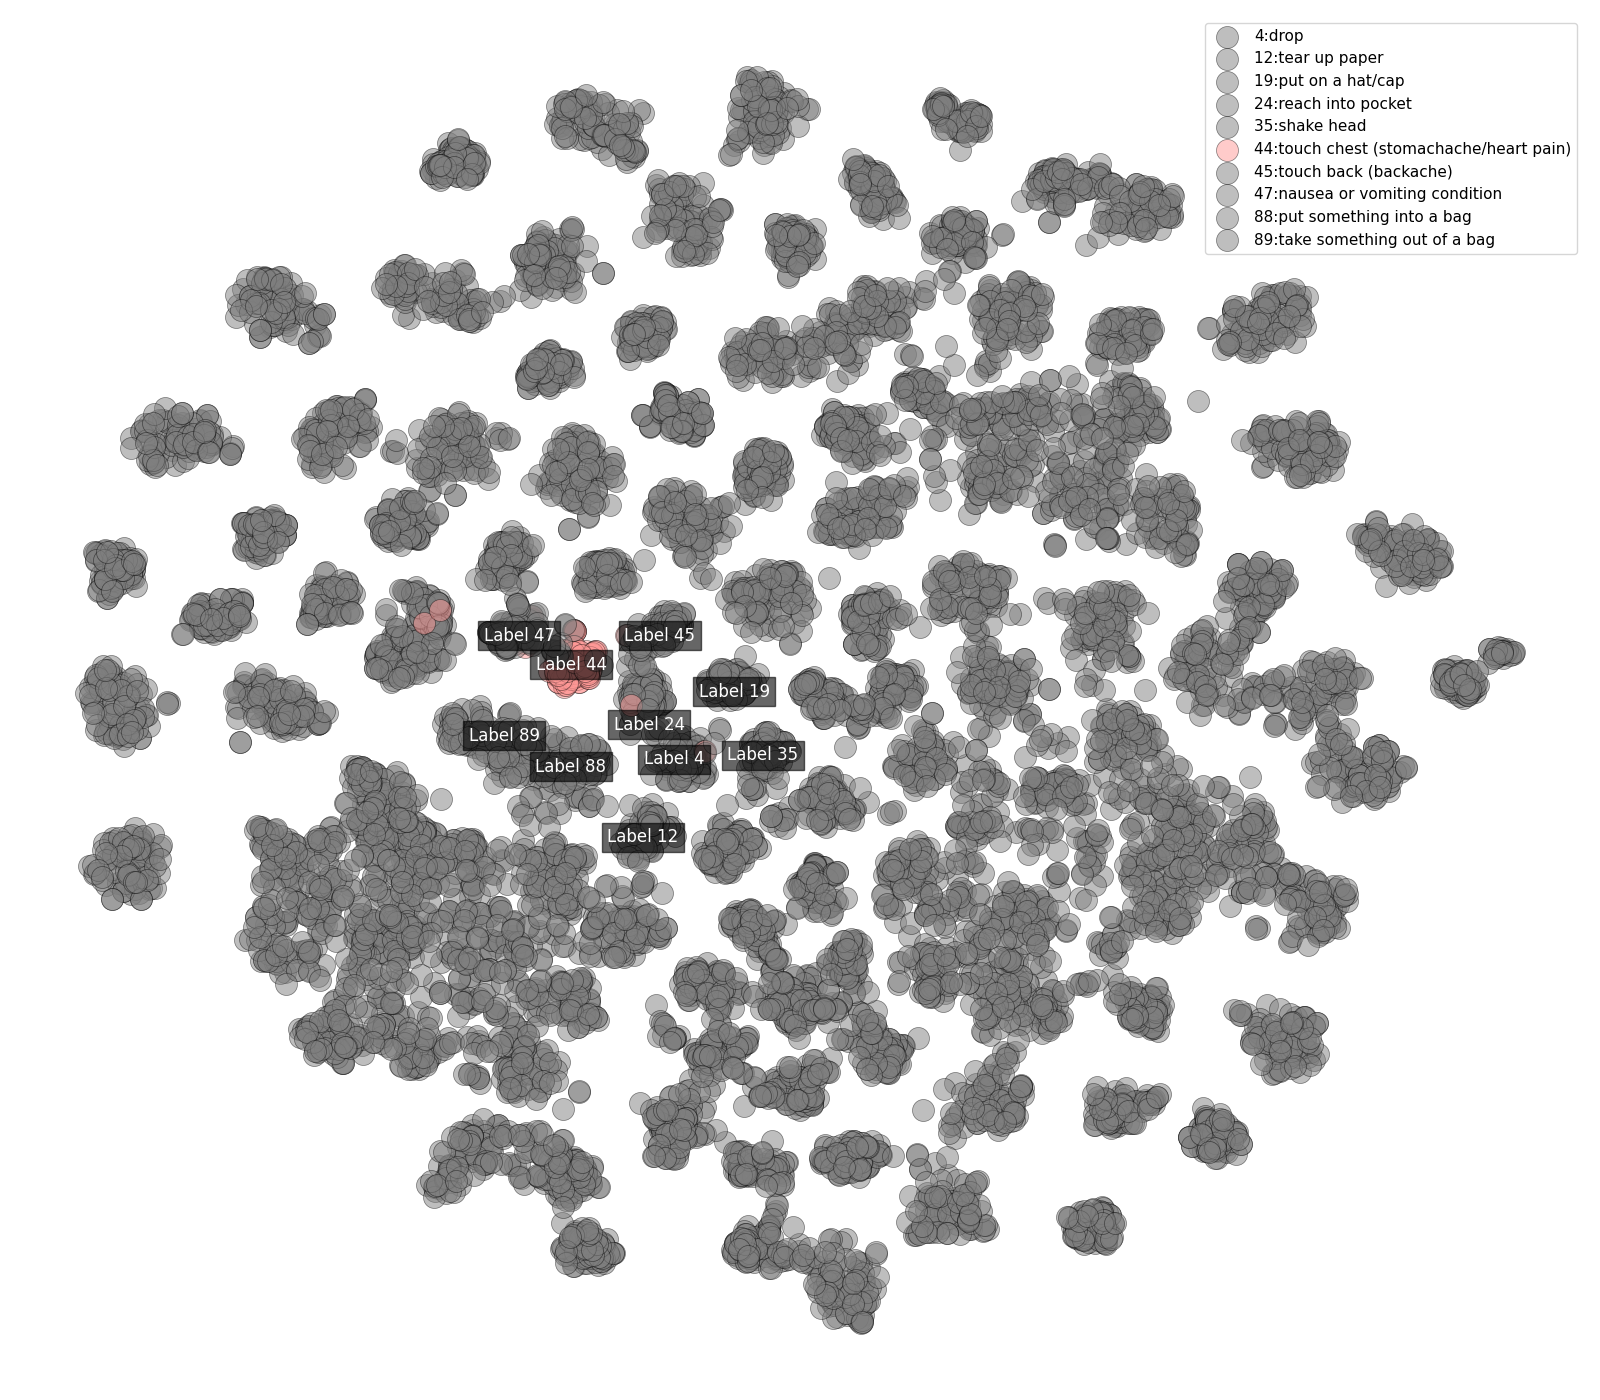 4:drop
12:tear up paper
19:put on a hat/cap
24:reach into pocket
35:shake head
44:touch chest (stomachache/heart pain)
45:touch back (backache)
47:nausea or vomiting condition
88:put something into a bag
89:take something out of a bag
Label 47
Label 45
Label 44
Label 19
Label 24
Label 89
Label 4
Label 35
Label 88
Label 12